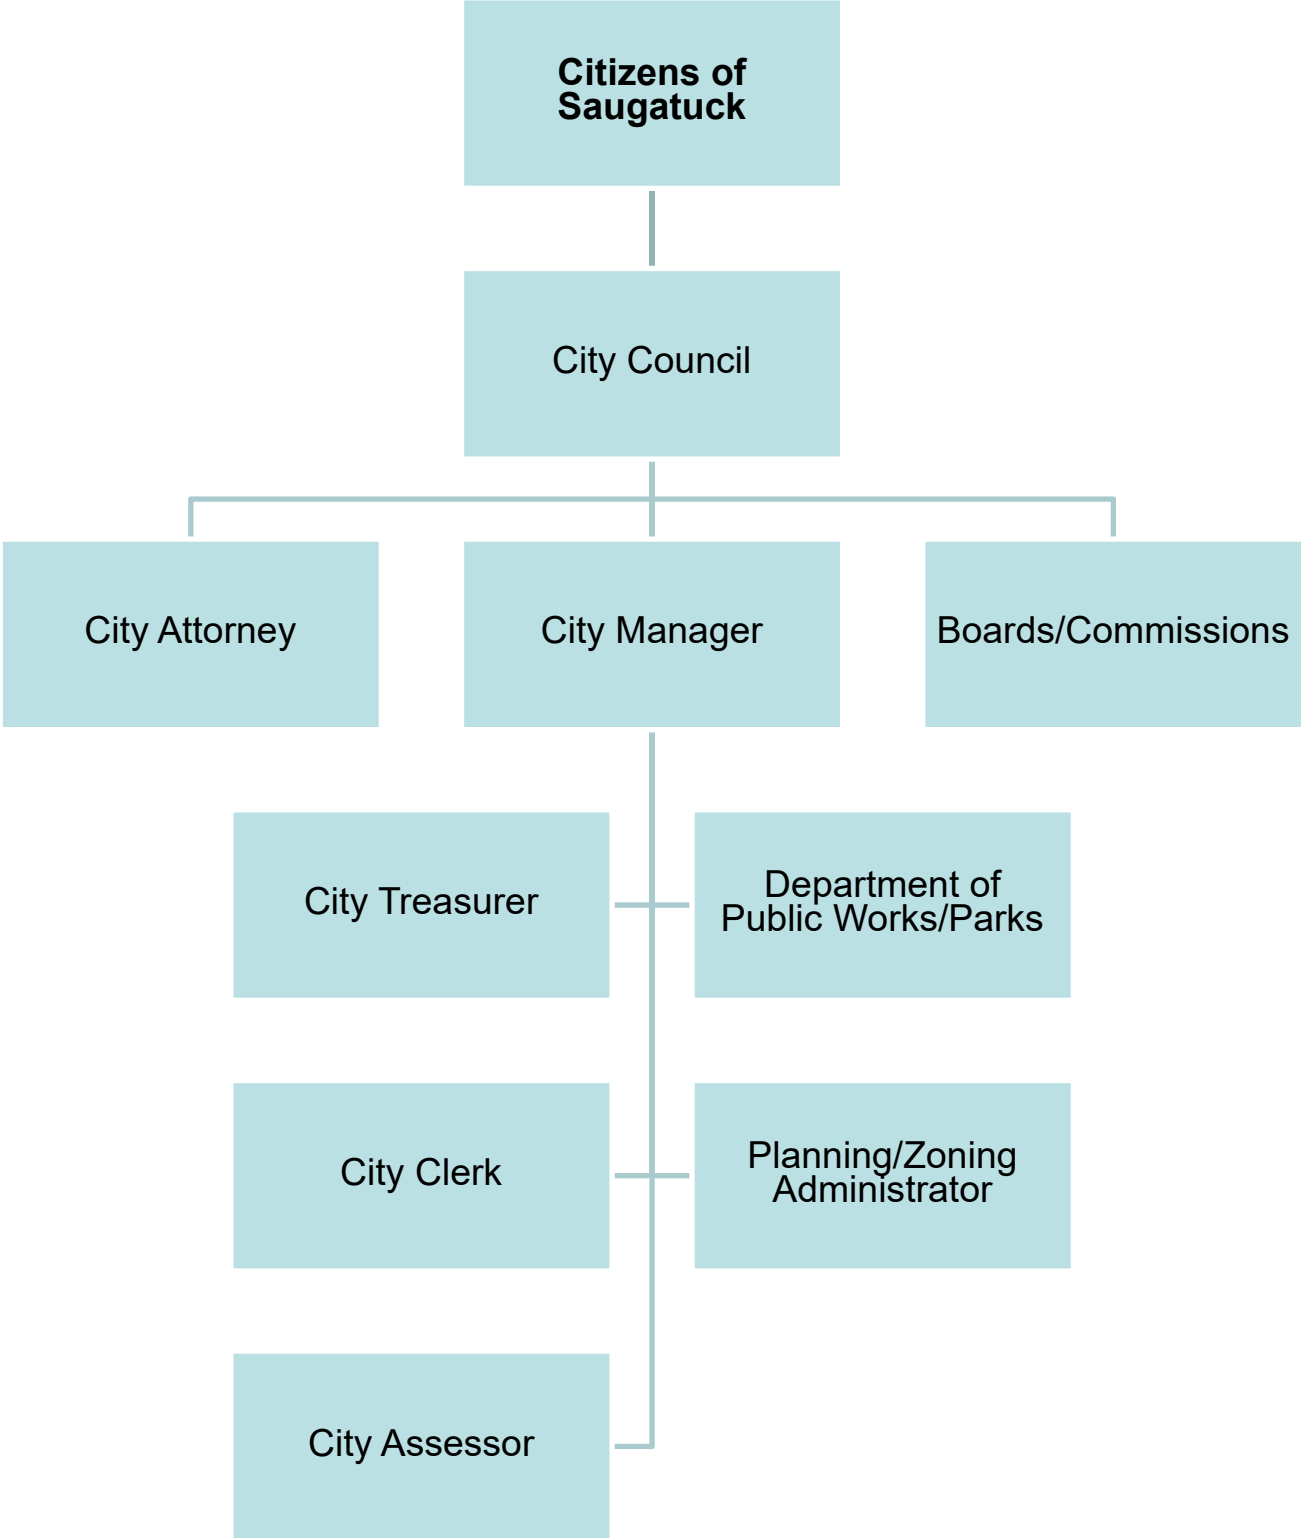 Citizens of
Saugatuck
City Council
City Attorney
City Manager
Boards/Commissions
City Treasurer
Department of
Public Works/Parks
City Clerk
Planning/Zoning
Administrator
City Assessor